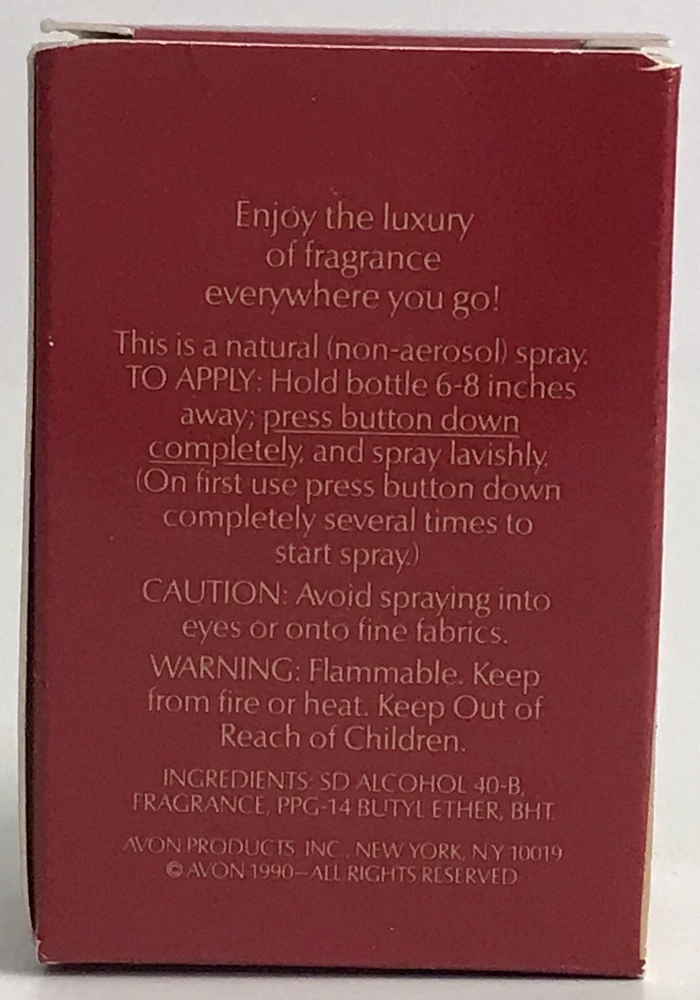 Enjoy the luxury
of fragrance
everywhere you go!
This is a natural (non-aerosol) spray.
TO APPLY: Hold bottle 6-8 inches
away; press button down
completely, and spray lavishly.
(On first use press button down
completely several times to
start spray.)
CAUTION: Avoid spraying into
eyes or onto fine fabrics.
WARNING: Flammable. Keep
from fire or heat. Keep Out of
Reach of Children.
INGREDIENTS: SD ALCOHOL 40-B,
FRAGRANCE, PPG-14 BUTYL ETHER, BHT.
AVON PRODUCTS, INC., NEW YORK, N.Y. 10019
© AVON 1990—ALL RIGHTS RESERVED